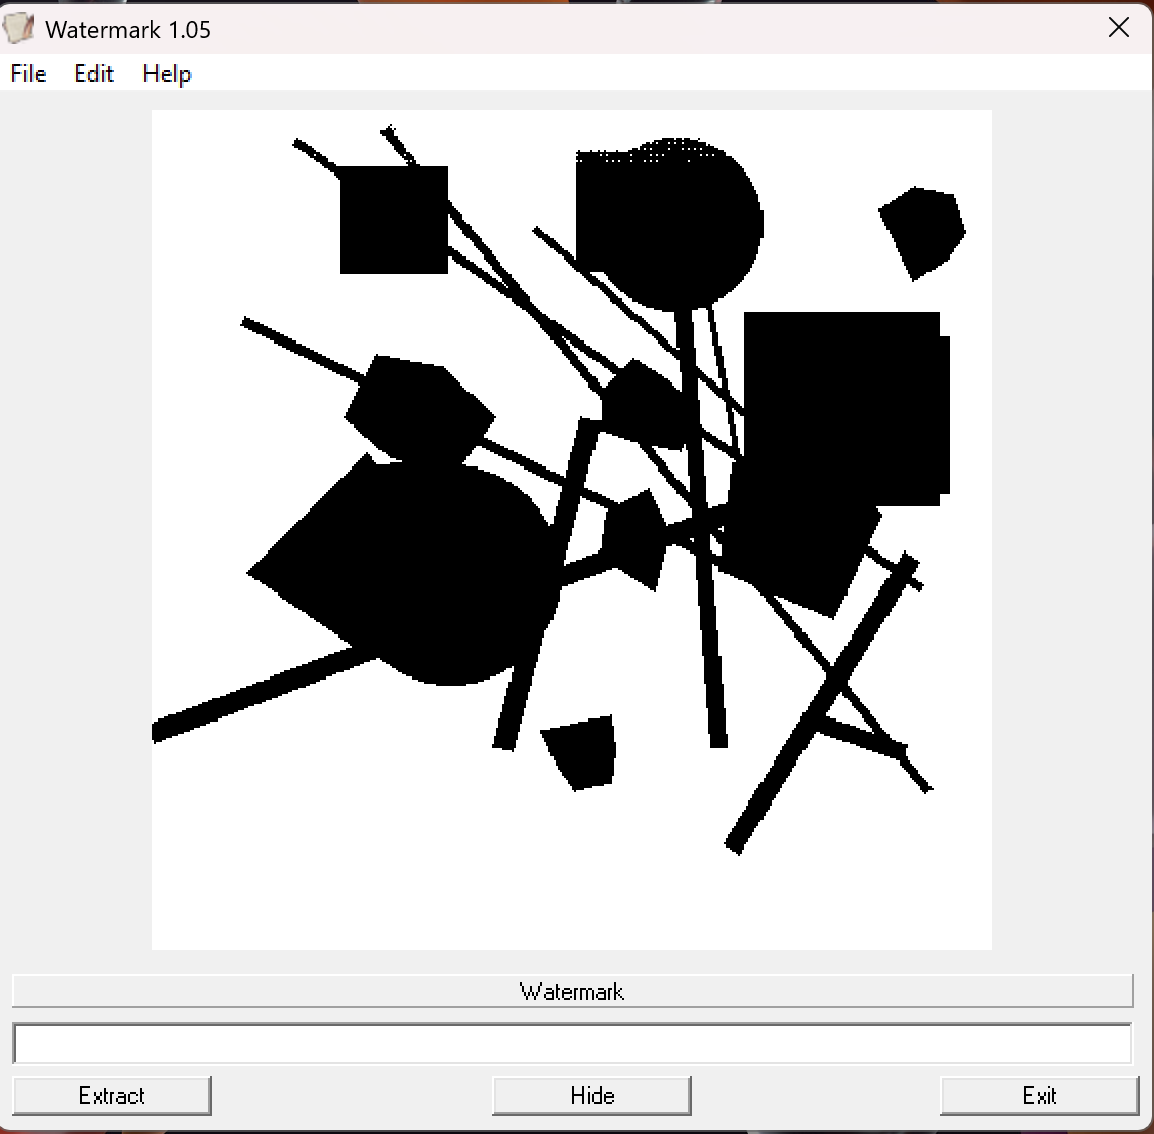 Watermark 1.05
File Edit Help
Watermark
Extract Hide Exit